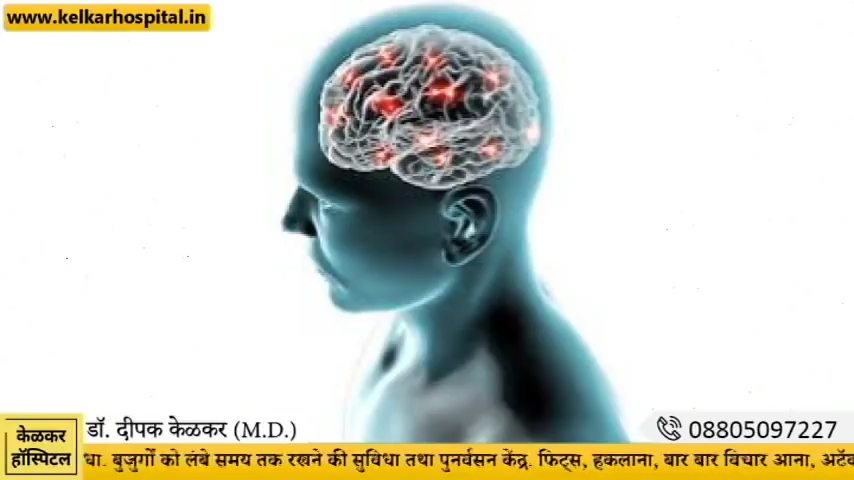 www.kelkarhospital.in
डॉ. दीपक केळकर (M.D.)
08805097227
केळकर
हॉस्पिटल
धा. बुजुर्गों को लंबे समय तक रखने की सुविधा तथा पुनर्वसन केंद्र. फिट्स, हकलाना, बार बार विचार आना,